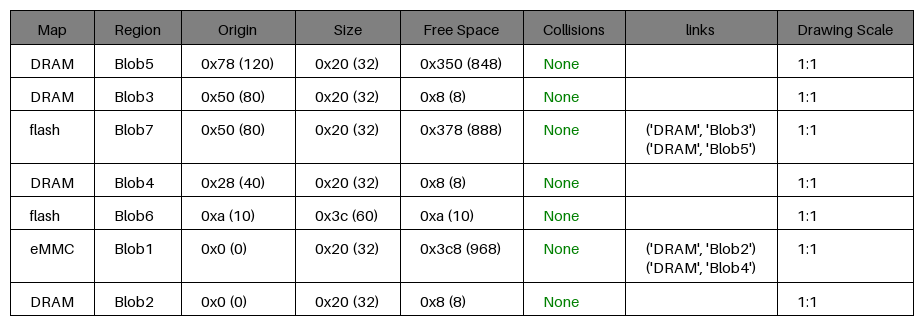 Map Region Origin Size Free Space Collisions links Drawing Scale
DRAM Blob5 0x78 (120) 0x20 (32) 0x350 (848) None 1:1
DRAM Blob3 0x50 (80) 0x20 (32) 0x8 (8) None 1:1
flash Blob7 0x50 (80) 0x20 (32) 0x378 (888) None ('DRAM', 'Blob3') 1:1
('DRAM', 'Blob5')
DRAM Blob4 0x28 (40) 0x20 (32) 0x8 (8) None 1:1
flash Blob6 0xa (10) 0x3c (60) 0xa (10) None 1:1
eMMC Blob1 0x0 (0) 0x20 (32) 0x3c8 (968) None ('DRAM', 'Blob2') 1:1
('DRAM', 'Blob4')
DRAM Blob2 0x0 (0) 0x20 (32) 0x8 (8) None 1:1